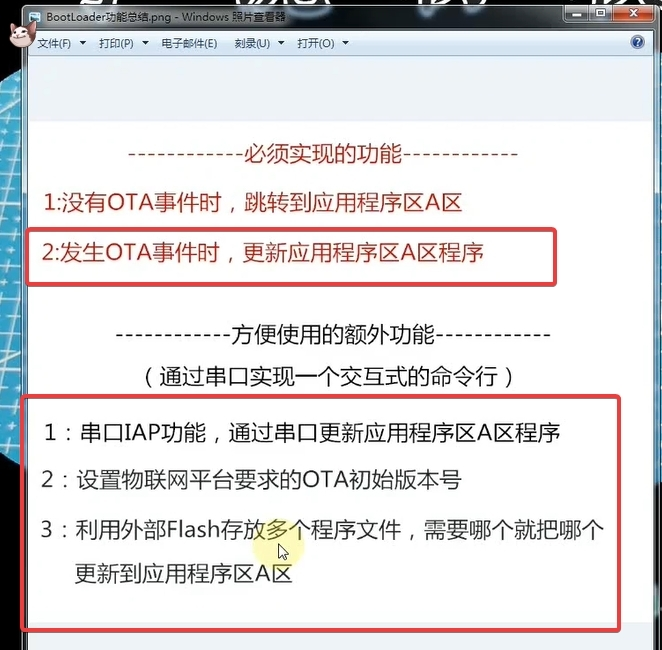 BootLoader功能总结.png - Windows 照片查看器
文件(F) 打印(P) 电子邮件(E) 刻录(U) 打开(O)
------------必须实现的功能------------
1:没有OTA事件时，跳转到应用程序区A区
2:发生OTA事件时，更新应用程序区A区程序
------------方便使用的额外功能------------
（通过串口实现一个交互式的命令行）
1：串口IAP功能，通过串口更新应用程序区A区程序
2：设置物联网平台要求的OTA初始版本号
3：利用外部Flash存放多个程序文件，需要哪个就把哪个
更新到应用程序区A区